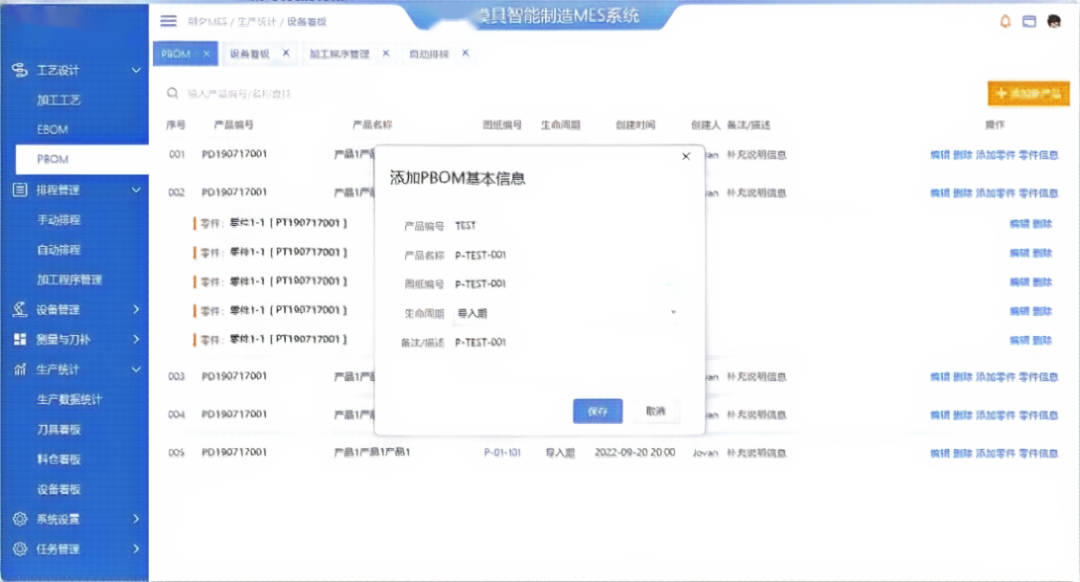 模具智能制造MES系统
MES / 生产统计 / 设备看板
PBOM × 设备看板 × 加工程序管理 × 自动排程 ×
输入产品编号/名称查找
添加新产品
工艺设计
加工工艺
EBOM
PBOM
排程管理
手动排程
自动排程
加工程序管理
设备管理
测量与刀补
生产统计
生产数据统计
刀具看板
料仓看板
设备看板
系统设置
任务管理
序号 产品编号 产品名称 图纸编号 生命周期 创建时间 创建人 备注/描述 操作
001 PD190717001 产品1产品 补充说明信息 编辑 删除 添加零件 零件信息
002 PD190717001 产品1产品 补充说明信息 编辑 删除 添加零件 零件信息
零件: 零件1-1 [ PT190717001 ] 编辑 删除
零件: 零件1-1 [ PT190717001 ] 编辑 删除
零件: 零件1-1 [ PT190717001 ] 编辑 删除
零件: 零件1-1 [ PT190717001 ] 编辑 删除
零件: 零件1-1 [ PT190717001 ] 编辑 删除
003 PD190717001 产品1产品 补充说明信息 编辑 删除 添加零件 零件信息
004 PD190717001 产品1产品 补充说明信息 编辑 删除 添加零件 零件信息
005 PD190717001 产品1产品1产品1 P-01-101 导入期 2022-09-20 20:00 Jovan 补充说明信息 编辑 删除 添加零件 零件信息
添加PBOM基本信息
产品编号 TEST
产品名称 P-TEST-001
图纸编号 P-TEST-001
生命周期 导入期
备注/描述 P-TEST-001
保存 取消